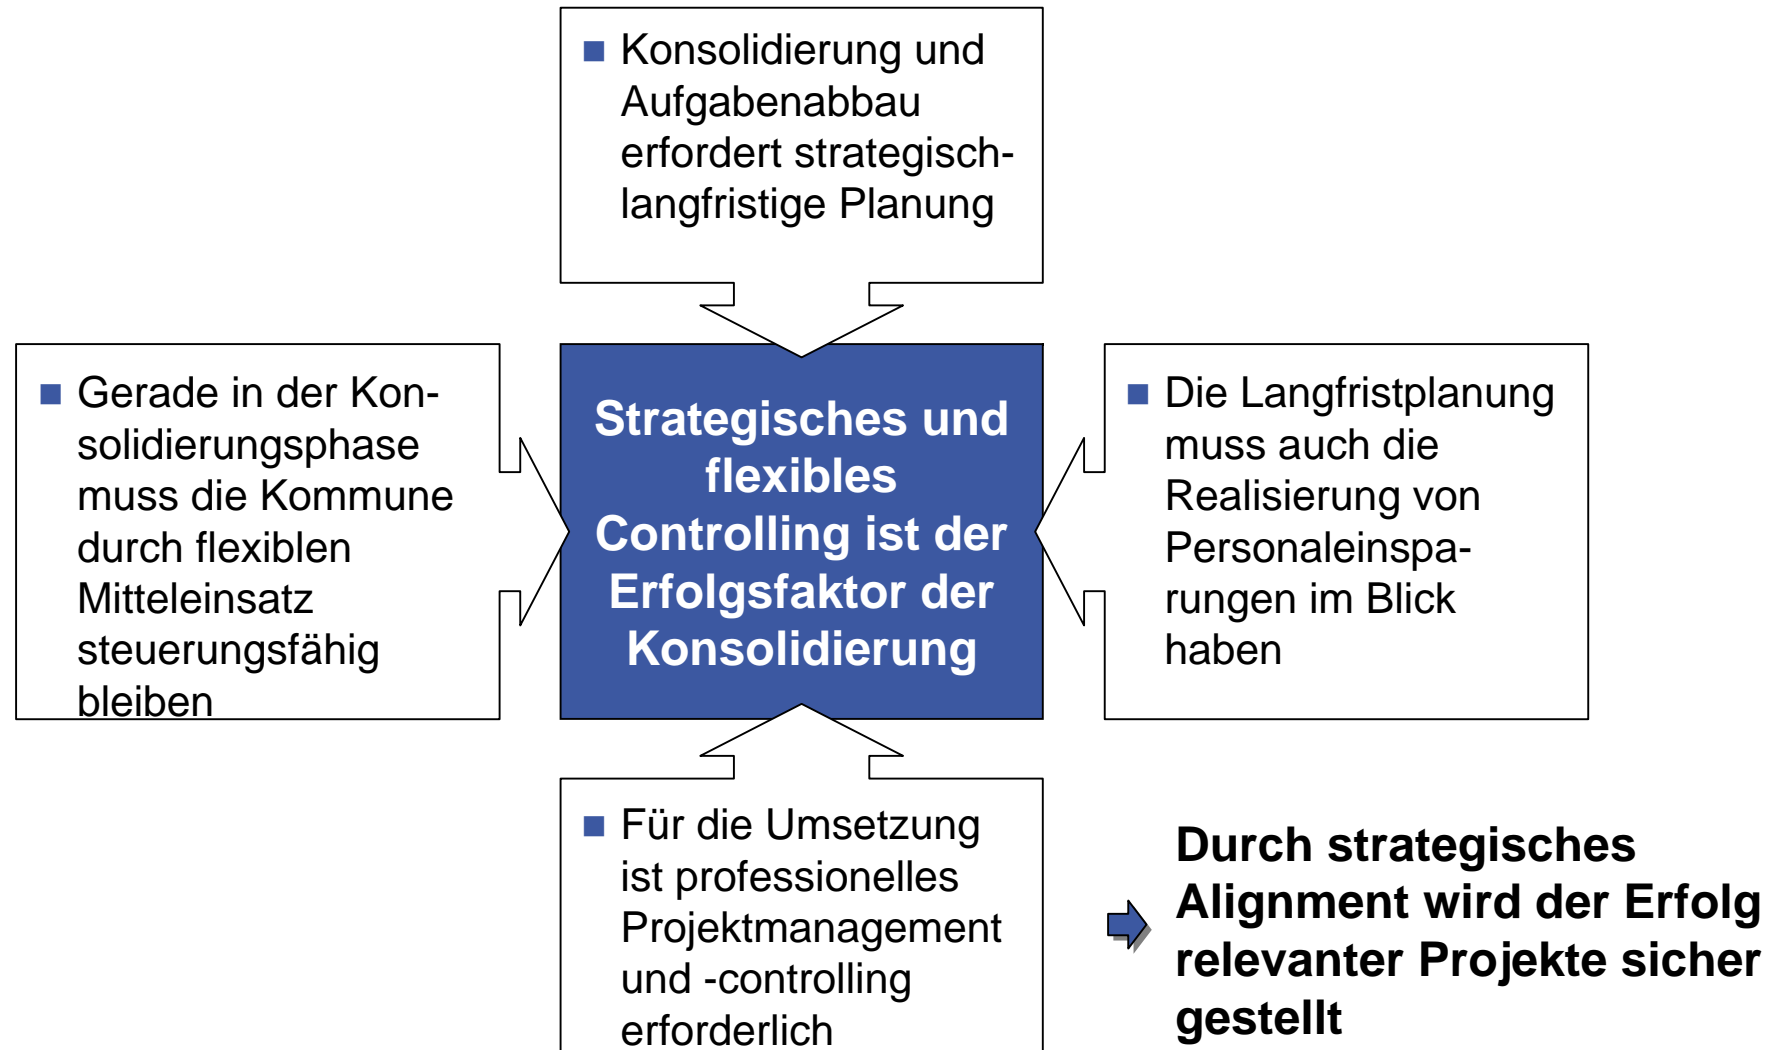 Konsolidierung und
Aufgabenabbau
erfordert strategisch-
langfristige Planung
Gerade in der Kon-
solidierungsphase
muss die Kommune
durch flexiblen
Mitteleinsatz
steuerungsfähig
bleiben
Strategisches und
flexibles
Controlling ist der
Erfolgsfaktor der
Konsolidierung
Die Langfristplanung
muss auch die
Realisierung von
Personaleinspa-
rungen im Blick
haben
Für die Umsetzung
ist professionelles
Projektmanagement
und -controlling
erforderlich
Durch strategisches
Alignment wird der Erfolg
relevanter Projekte sicher
gestellt